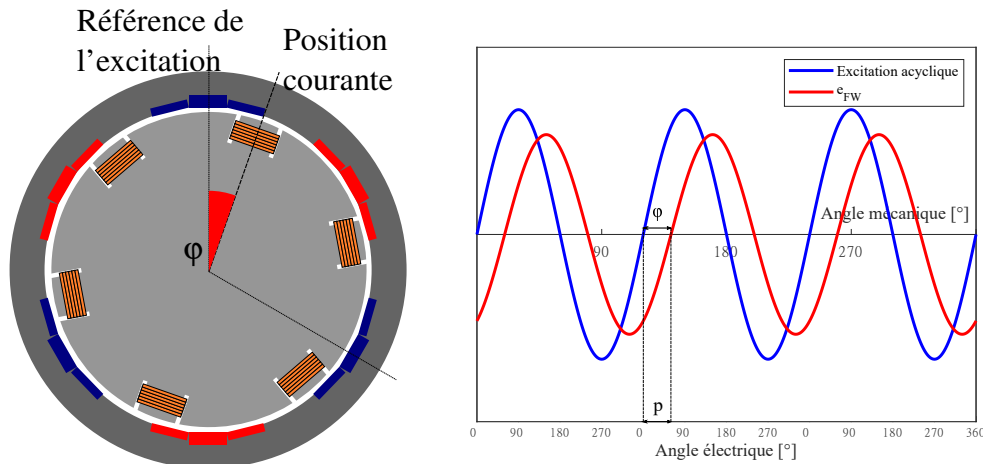 Référence de
l’excitation
Position
courante
φ
Excitation acyclique
e_FW
Angle mécanique [°]
φ
90
180
270
p
0 90 180 270 0 90 180 270 0 90 180 270 360
Angle électrique [°]